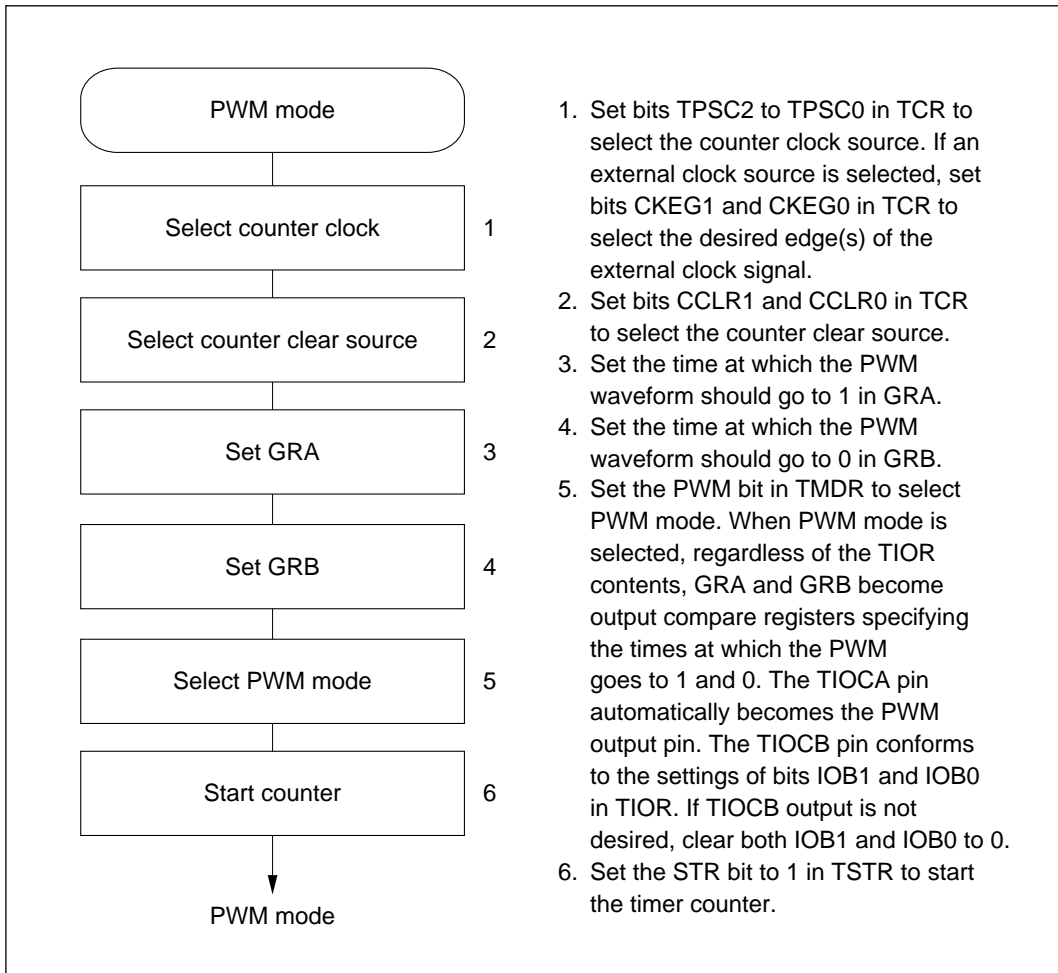 PWM mode
Select counter clock
1
Select counter clear source
2
Set GRA
3
Set GRB
4
Select PWM mode
5
Start counter
6
PWM mode
1. Set bits TPSC2 to TPSC0 in TCR to
select the counter clock source. If an
external clock source is selected, set
bits CKEG1 and CKEG0 in TCR to
select the desired edge(s) of the
external clock signal.
2. Set bits CCLR1 and CCLR0 in TCR
to select the counter clear source.
3. Set the time at which the PWM
waveform should go to 1 in GRA.
4. Set the time at which the PWM
waveform should go to 0 in GRB.
5. Set the PWM bit in TMDR to select
PWM mode. When PWM mode is
selected, regardless of the TIOR
contents, GRA and GRB become
output compare registers specifying
the times at which the PWM
goes to 1 and 0. The TIOCA pin
automatically becomes the PWM
output pin. The TIOCB pin conforms
to the settings of bits IOB1 and IOB0
in TIOR. If TIOCB output is not
desired, clear both IOB1 and IOB0 to 0.
6. Set the STR bit to 1 in TSTR to start
the timer counter.